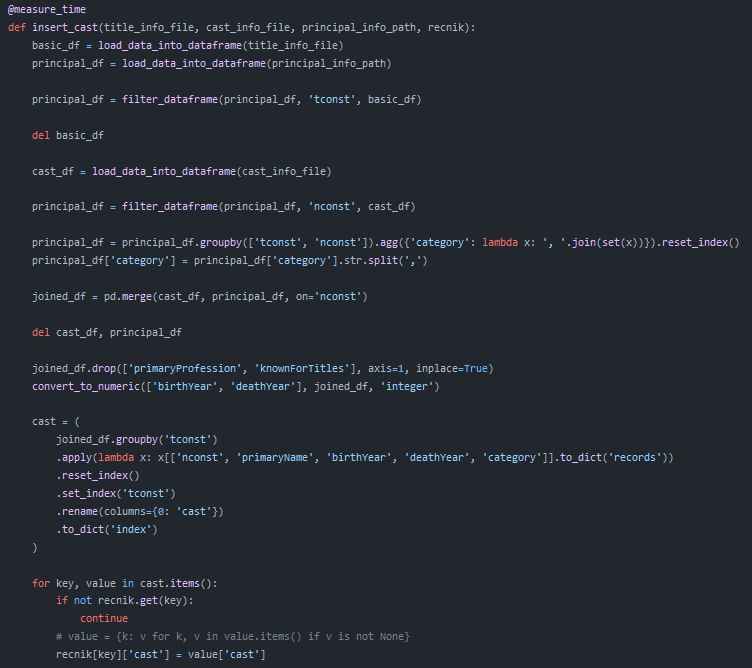 @measure_time
def insert_cast(title_info_file, cast_info_file, principal_info_path, recnik):
    basic_df = load_data_into_dataframe(title_info_file)
    principal_df = load_data_into_dataframe(principal_info_path)

    principal_df = filter_dataframe(principal_df, 'tconst', basic_df)

    del basic_df

    cast_df = load_data_into_dataframe(cast_info_file)

    principal_df = filter_dataframe(principal_df, 'nconst', cast_df)

    principal_df = principal_df.groupby(['tconst', 'nconst']).agg({'category': lambda x: ', '.join(set(x))}).reset_index()
    principal_df['category'] = principal_df['category'].str.split(',')

    joined_df = pd.merge(cast_df, principal_df, on='nconst')

    del cast_df, principal_df

    joined_df.drop(['primaryProfession', 'knownForTitles'], axis=1, inplace=True)
    convert_to_numeric(['birthYear', 'deathYear'], joined_df, 'integer')

    cast = (
        joined_df.groupby('tconst')
        .apply(lambda x: x[['nconst', 'primaryName', 'birthYear', 'deathYear', 'category']].to_dict('records'))
        .reset_index()
        .set_index('tconst')
        .rename(columns={0: 'cast'})
        .to_dict('index')
    )

    for key, value in cast.items():
        if not recnik.get(key):
            continue
        # value = {k: v for k, v in value.items() if v is not None}
        recnik[key]['cast'] = value['cast']